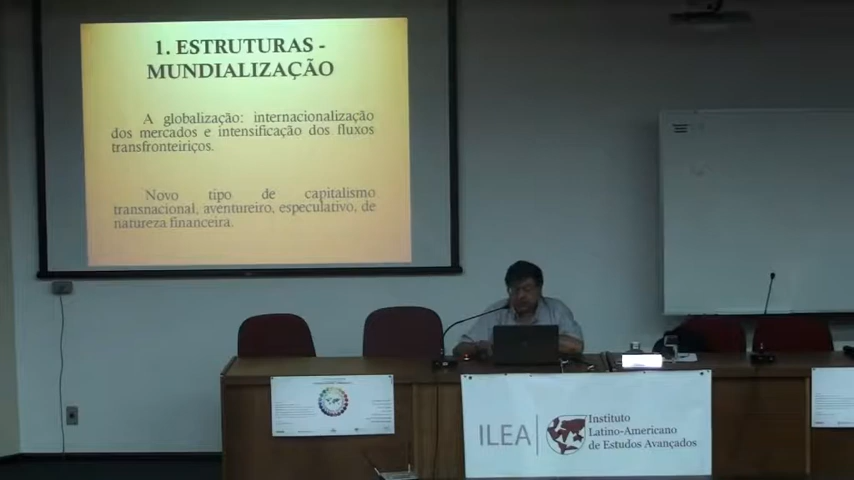 1. ESTRUTURAS -
MUNDIALIZAÇÃO
A globalização: internacionalização
dos mercados e intensificação dos fluxos
transfronteiriços.
Novo tipo de capitalismo
transnacional, aventureiro, especulativo, de
natureza financeira.
ILEA
Instituto
Latino-Americano
de Estudos Avançados